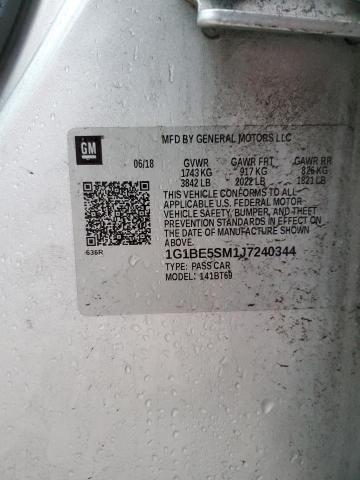 GM
MFD BY GENERAL MOTORS LLC
06/18 GVWR GAWR FRT GAWR RR
1743 KG 917 KG 826 KG
3842 LB 2022 LB 1821 LB
THIS VEHICLE CONFORMS TO ALL
APPLICABLE U.S. FEDERAL MOTOR
VEHICLE SAFETY, BUMPER, AND THEFT
PREVENTION STANDARDS IN EFFECT ON
THE DATE OF MANUFACTURE SHOWN
ABOVE.
636R
1G1BE5SM1J7240344
TYPE: PASS CAR
MODEL: 141BT69